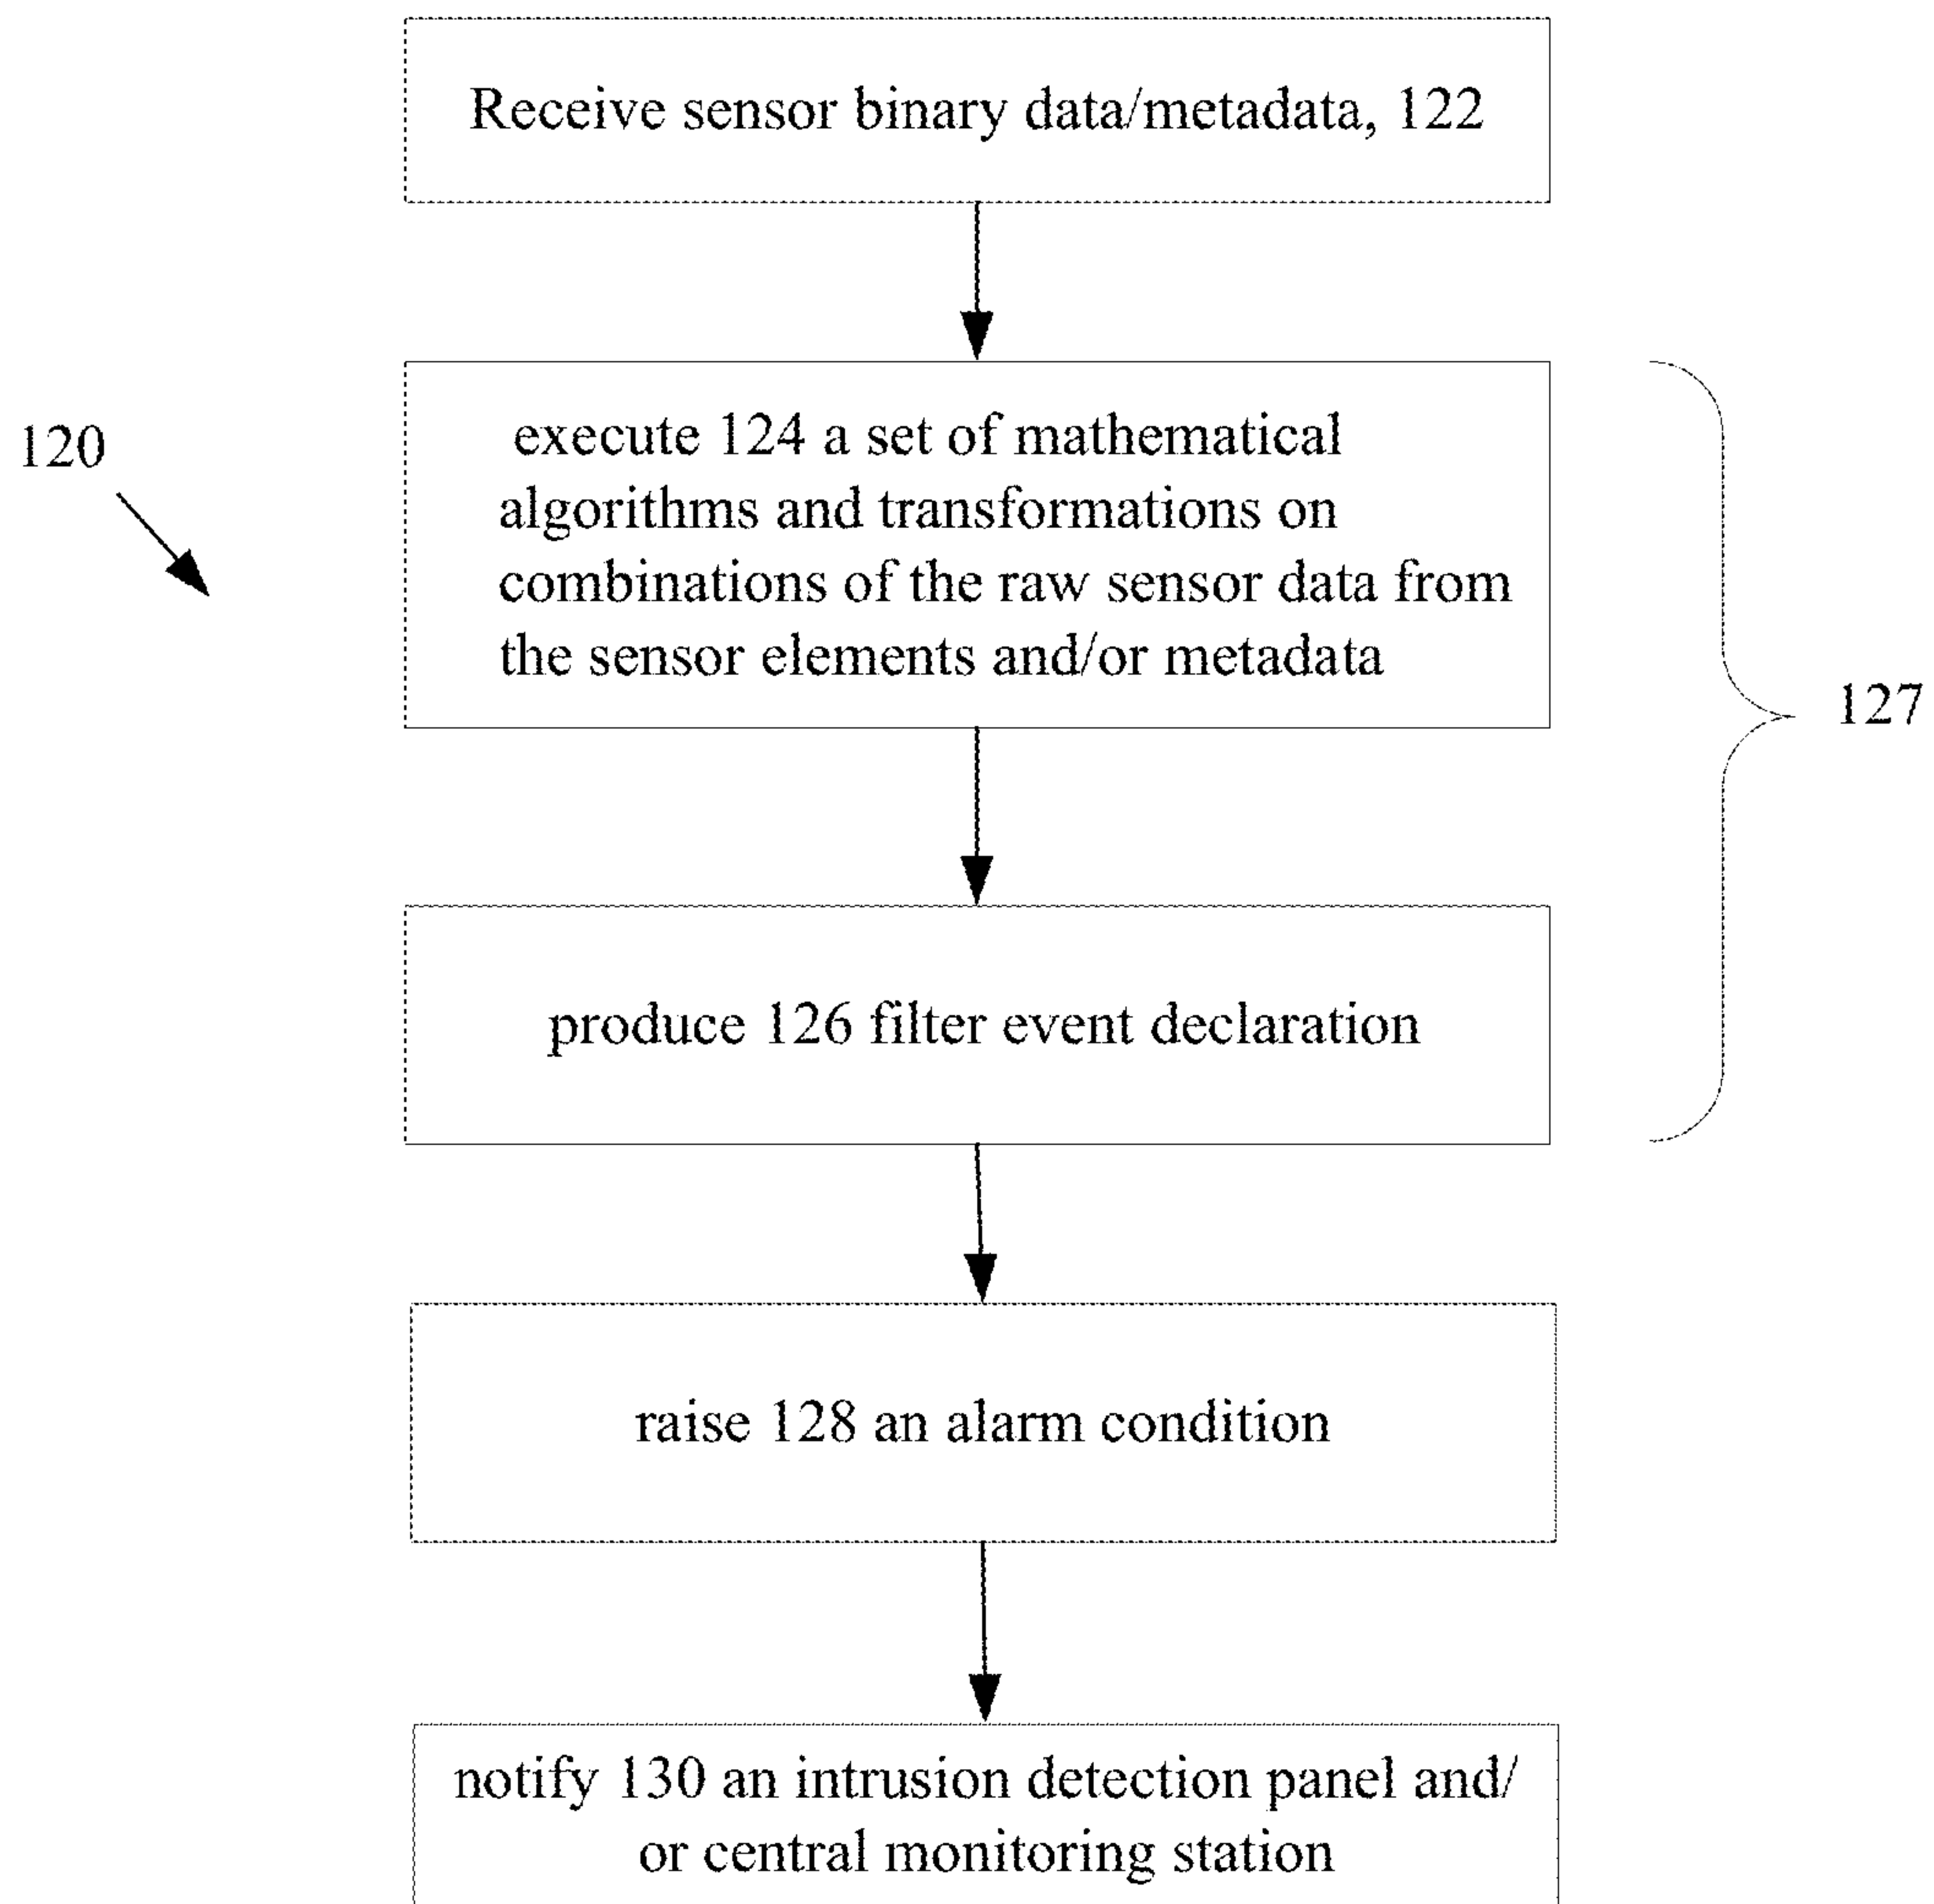 Receive sensor binary data/metadata, 122
120
execute 124 a set of mathematical
algorithms and transformations on
combinations of the raw sensor data from
the sensor elements and/or metadata
127
produce 126 filter event declaration
raise 128 an alarm condition
notify 130 an intrusion detection panel and/
or central monitoring station